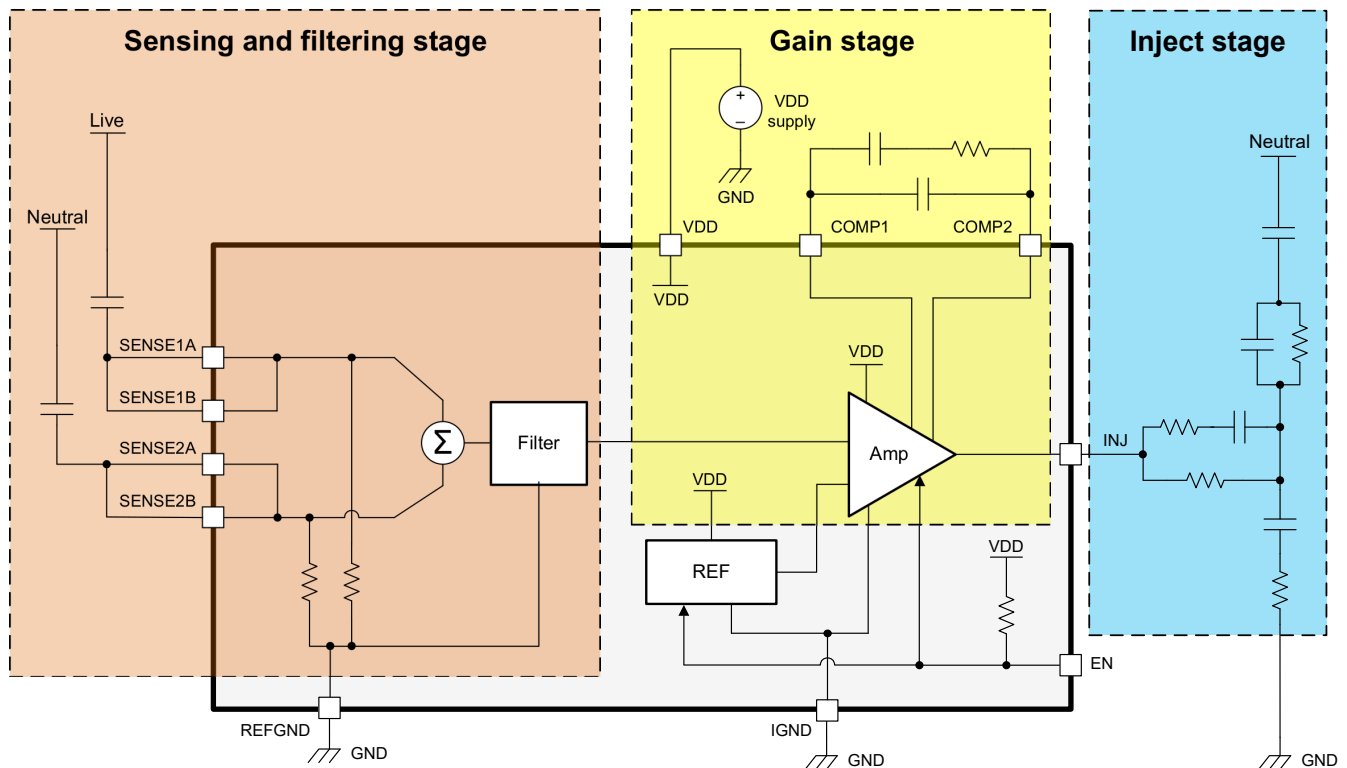 Sensing and filtering stage
Gain stage
Inject stage
Live
Neutral
SENSE1A
SENSE1B
SENSE2A
SENSE2B
Σ
Filter
REFGND
GND
+
−
VDD
supply
GND
VDD
VDD
COMP1
COMP2
VDD
Amp
VDD
REF
VDD
IGND
GND
EN
INJ
Neutral
GND